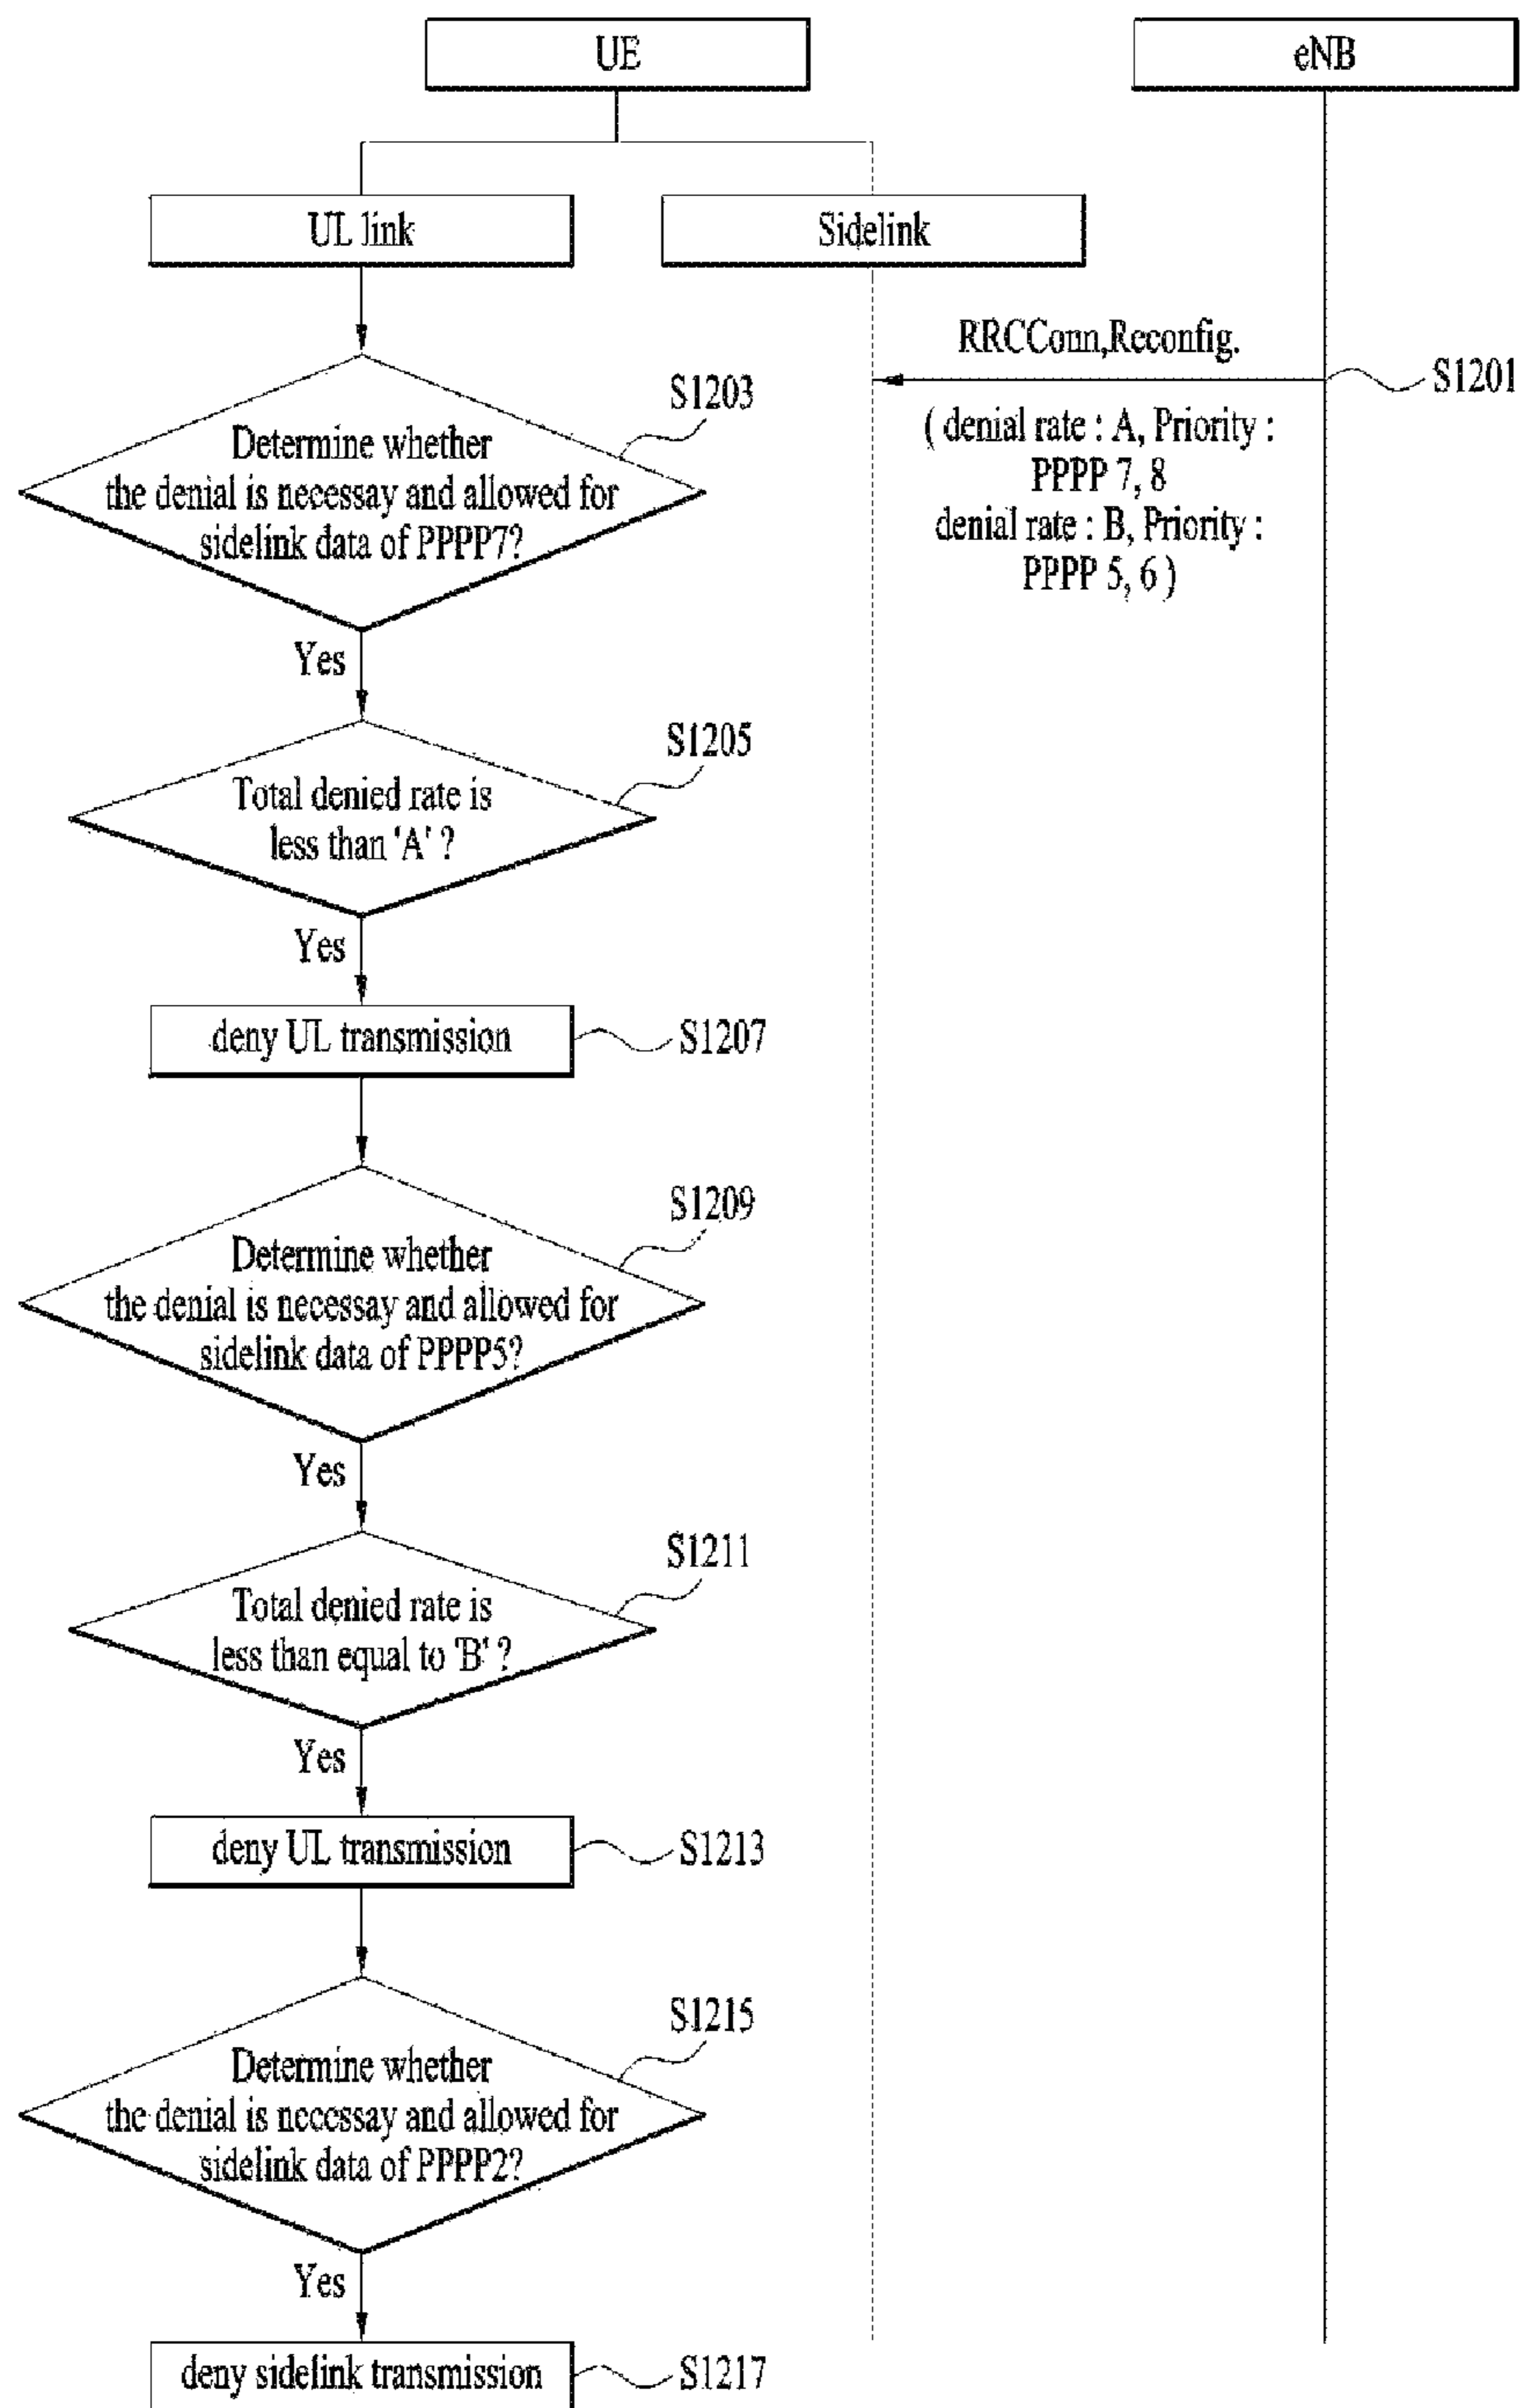 UE
eNB
UL link
Sidelink
RRCConn,Reconfig.
S1201
( denial rate : A, Priority :
PPPP 7, 8
denial rate : B, Priority :
PPPP 5, 6 )
S1203
Determine whether
the denial is necessay and allowed for
sidelink data of PPPP7?
Yes
S1205
Total denied rate is
less than 'A' ?
Yes
deny UL transmission
S1207
S1209
Determine whether
the denial is necessay and allowed for
sidelink data of PPPP5?
Yes
S1211
Total denied rate is
less than equal to 'B' ?
Yes
deny UL transmission
S1213
S1215
Determine whether
the denial is necessay and allowed for
sidelink data of PPPP2?
Yes
deny sidelink transmission
S1217